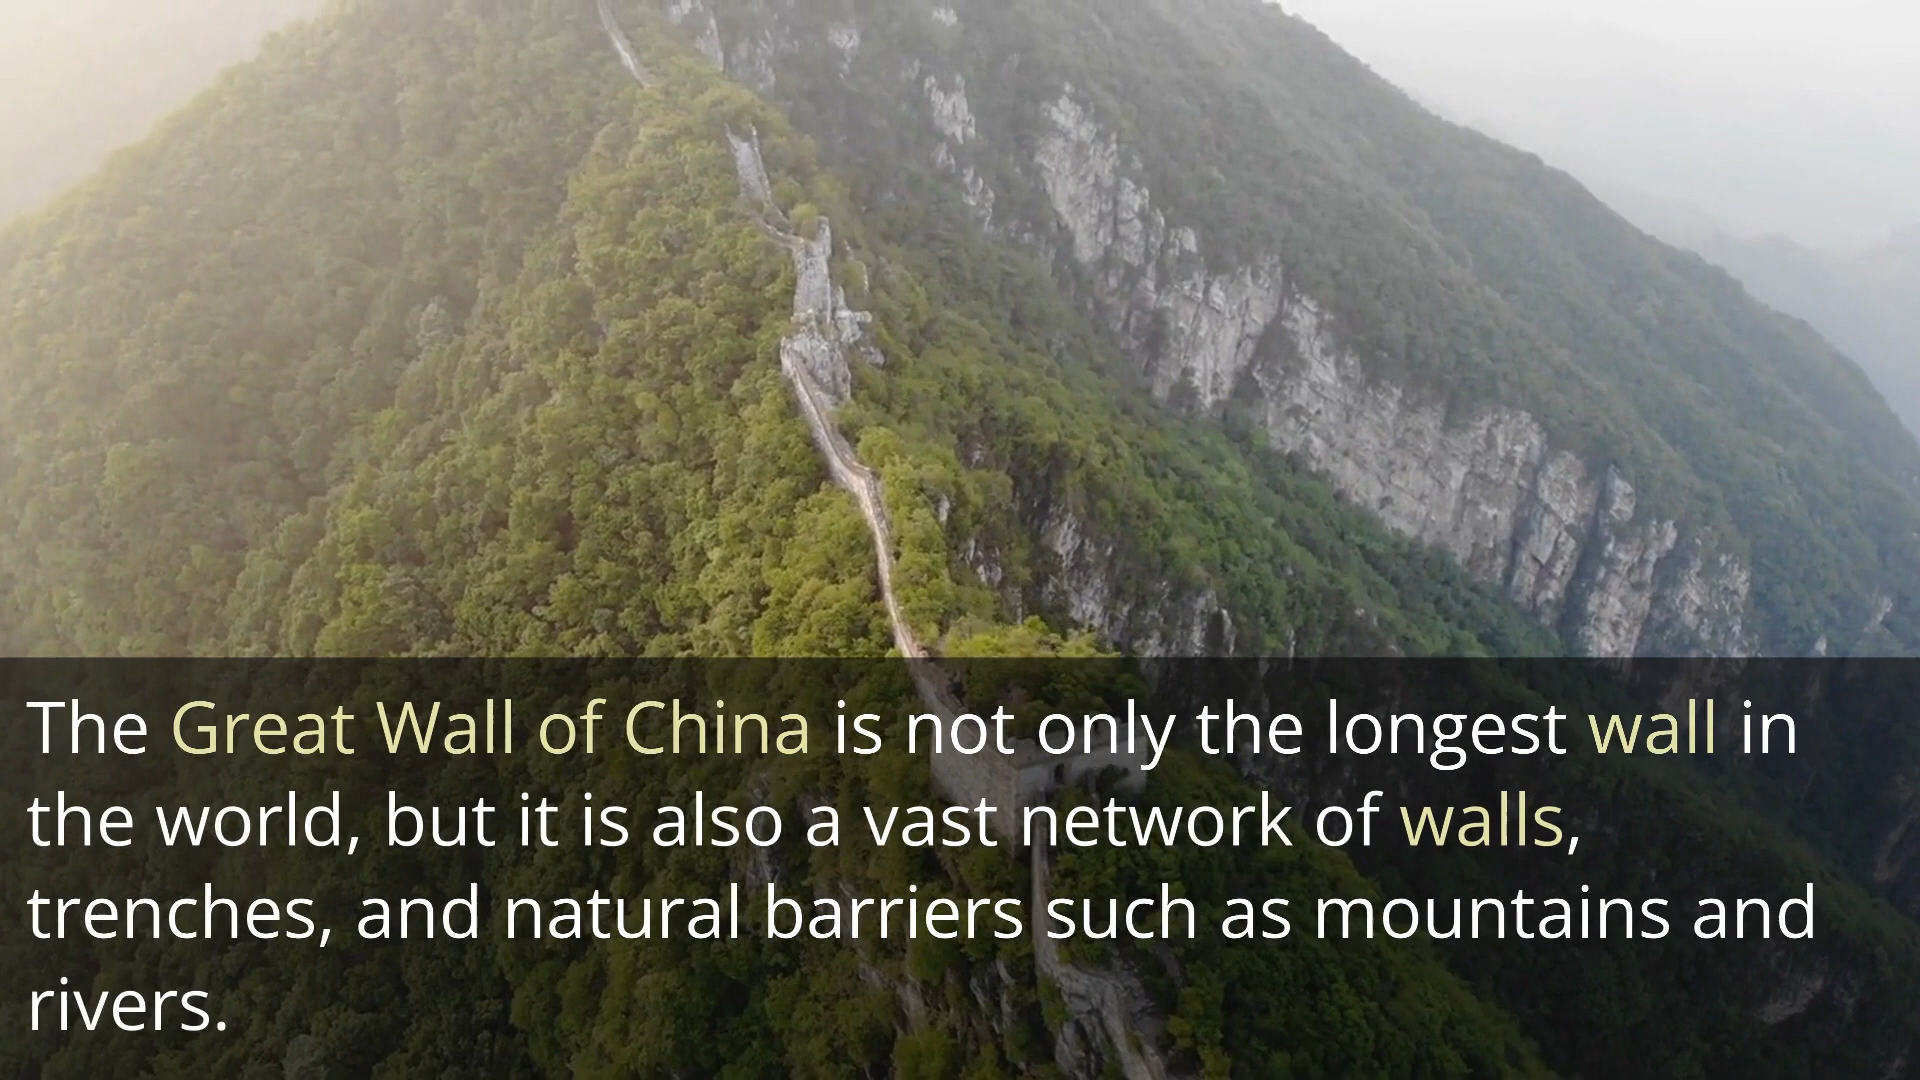 The Great Wall of China is not only the longest wall in
the world, but it is also a vast network of walls,
trenches, and natural barriers such as mountains and
rivers.